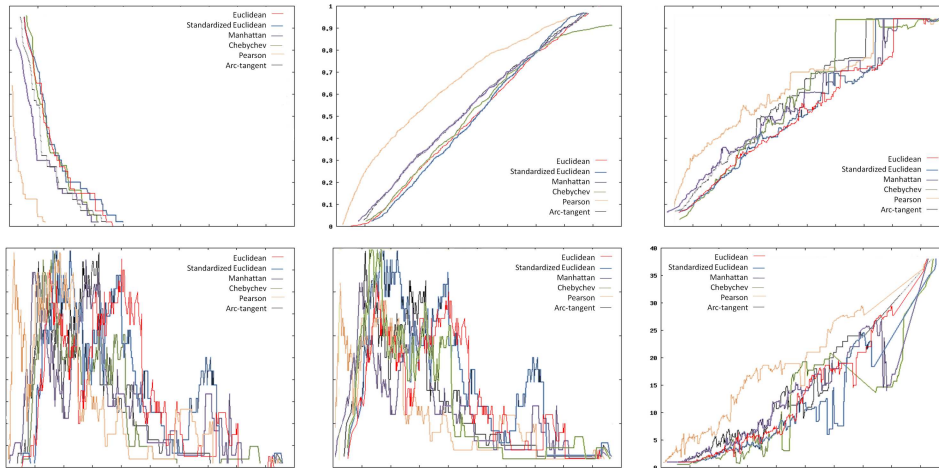 Euclidean
Standardized Euclidean
Manhattan
Chebychev
Pearson
Arc-tangent
1
0.9
0.8
0.7
0.6
0.5
0.4
0.3
0.2
0.1
0
Euclidean
Standardized Euclidean
Manhattan
Chebychev
Pearson
Arc-tangent
Euclidean
Standardized Euclidean
Manhattan
Chebychev
Pearson
Arc-tangent
Euclidean
Standardized Euclidean
Manhattan
Chebychev
Pearson
Arc-tangent
Euclidean
Standardized Euclidean
Manhattan
Chebychev
Pearson
Arc-tangent
40
35
30
25
20
15
10
5
0
Euclidean
Standardized Euclidean
Manhattan
Chebychev
Pearson
Arc-tangent